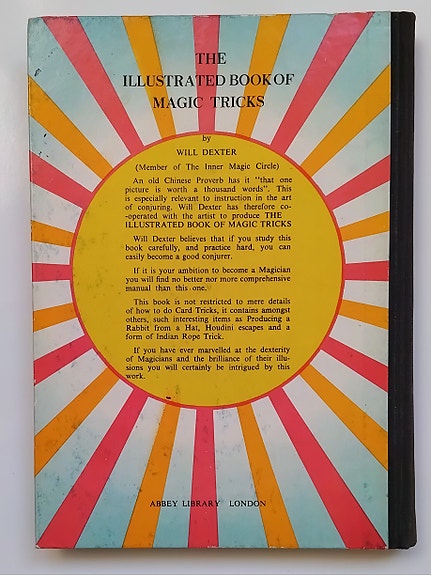 THE
ILLUSTRATED BOOK OF
MAGIC TRICKS
by
WILL DEXTER
(Member of The Inner Magic Circle)
An old Chinese Proverb has it "that one
picture is worth a thousand words". This
is especially relevant to instruction in the art
of conjuring. Will Dexter has therefore co-
-operated with the artist to produce THE
ILLUSTRATED BOOK OF MAGIC TRICKS
Will Dexter believes that if you study this
book carefully, and practice hard, you can
easily become a good conjurer.
If it is your ambition to become a Magician
you will find no better nor more comprehensive
manual than this one.
This book is not restricted to mere details
of how to do Card Tricks, it contains amongst
others, such interesting items as Producing a
Rabbit from a Hat, Houdini escapes and a
form of Indian Rope Trick.
If you have ever marvelled at the dexterity
of Magicians and the brilliance of their illu-
sions you will certainly be intrigued by this
work.
ABBEY LIBRARY LONDON